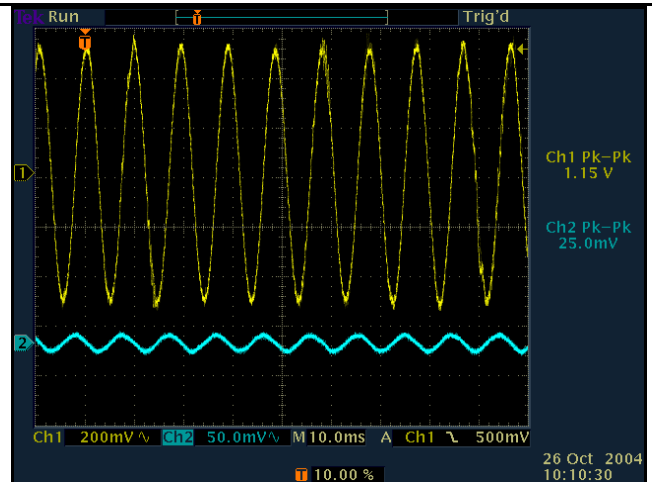 Tek Run Trig'd
T
T
1
Ch1 Pk-Pk
1.15 V
Ch2 Pk-Pk
25.0mV
2
Ch1 200mV∿ Ch2 50.0mV∿ M 10.0ms A Ch1 ⤵ 500mV
T 10.00 %
26 Oct 2004
10:10:30